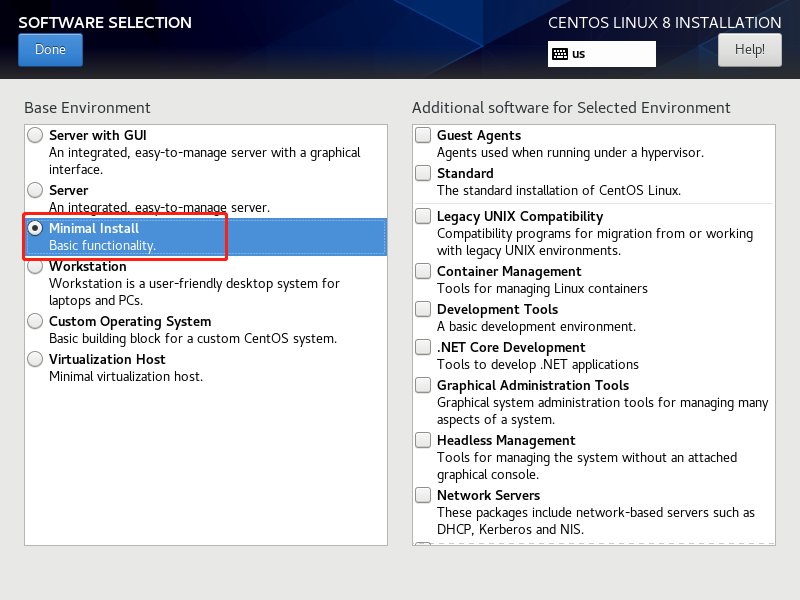 SOFTWARE SELECTION
CENTOS LINUX 8 INSTALLATION
Done
us
Help!
Base Environment
Server with GUI
An integrated, easy-to-manage server with a graphical
interface.
Server
An integrated, easy-to-manage server.
Minimal Install
Basic functionality.
Workstation
Workstation is a user-friendly desktop system for
laptops and PCs.
Custom Operating System
Basic building block for a custom CentOS system.
Virtualization Host
Minimal virtualization host.
Additional software for Selected Environment
Guest Agents
Agents used when running under a hypervisor.
Standard
The standard installation of CentOS Linux.
Legacy UNIX Compatibility
Compatibility programs for migration from or working
with legacy UNIX environments.
Container Management
Tools for managing Linux containers
Development Tools
A basic development environment.
.NET Core Development
Tools to develop .NET applications
Graphical Administration Tools
Graphical system administration tools for managing many
aspects of a system.
Headless Management
Tools for managing the system without an attached
graphical console.
Network Servers
These packages include network-based servers such as
DHCP, Kerberos and NIS.